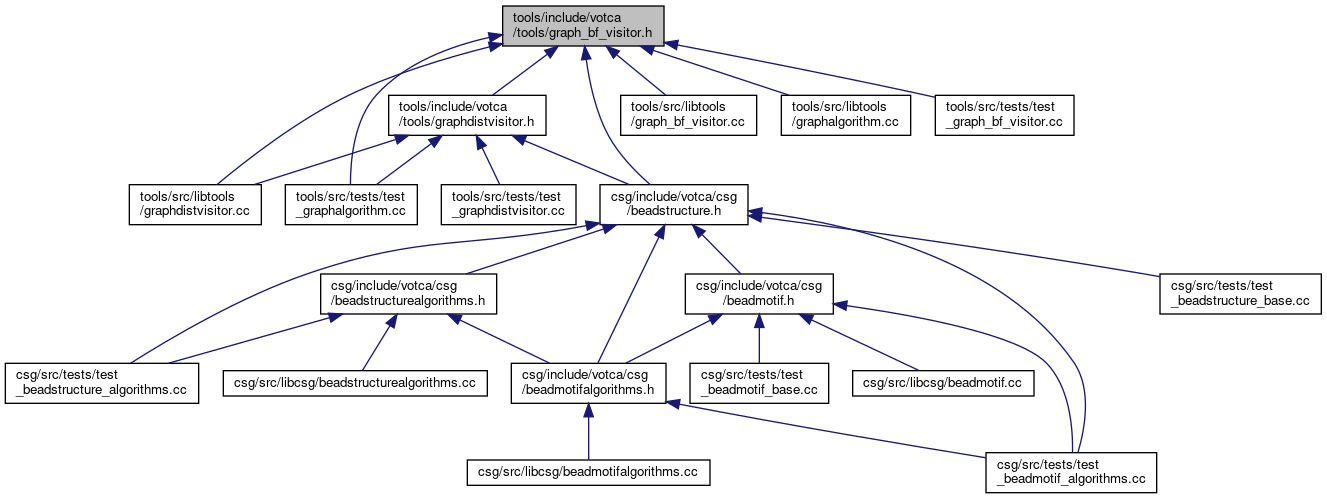 tools/include/votca
/tools/graph_bf_visitor.h
tools/include/votca
/tools/graphdistvisitor.h
tools/src/libtools
/graph_bf_visitor.cc
tools/src/libtools
/graphalgorithm.cc
tools/src/tests/test
_graph_bf_visitor.cc
tools/src/libtools
/graphdistvisitor.cc
tools/src/tests/test
_graphalgorithm.cc
tools/src/tests/test
_graphdistvisitor.cc
csg/include/votca/csg
/beadstructure.h
csg/include/votca/csg
/beadstructurealgorithms.h
csg/include/votca/csg
/beadmotif.h
csg/src/tests/test
_beadstructure_base.cc
csg/src/tests/test
_beadstructure_algorithms.cc
csg/src/libcsg/beadstructurealgorithms.cc
csg/include/votca/csg
/beadmotifalgorithms.h
csg/src/tests/test
_beadmotif_base.cc
csg/src/libcsg/beadmotif.cc
csg/src/libcsg/beadmotifalgorithms.cc
csg/src/tests/test
_beadmotif_algorithms.cc